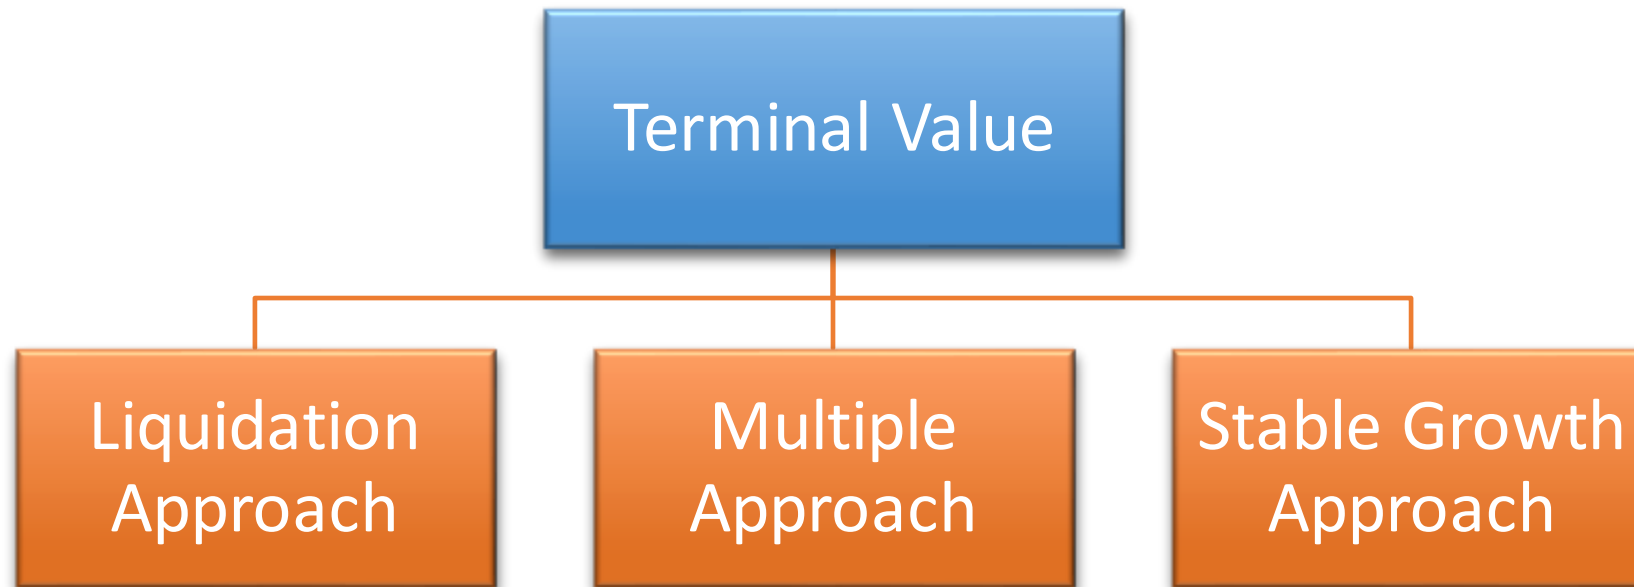 Terminal Value
Liquidation
Approach
Multiple
Approach
Stable Growth
Approach